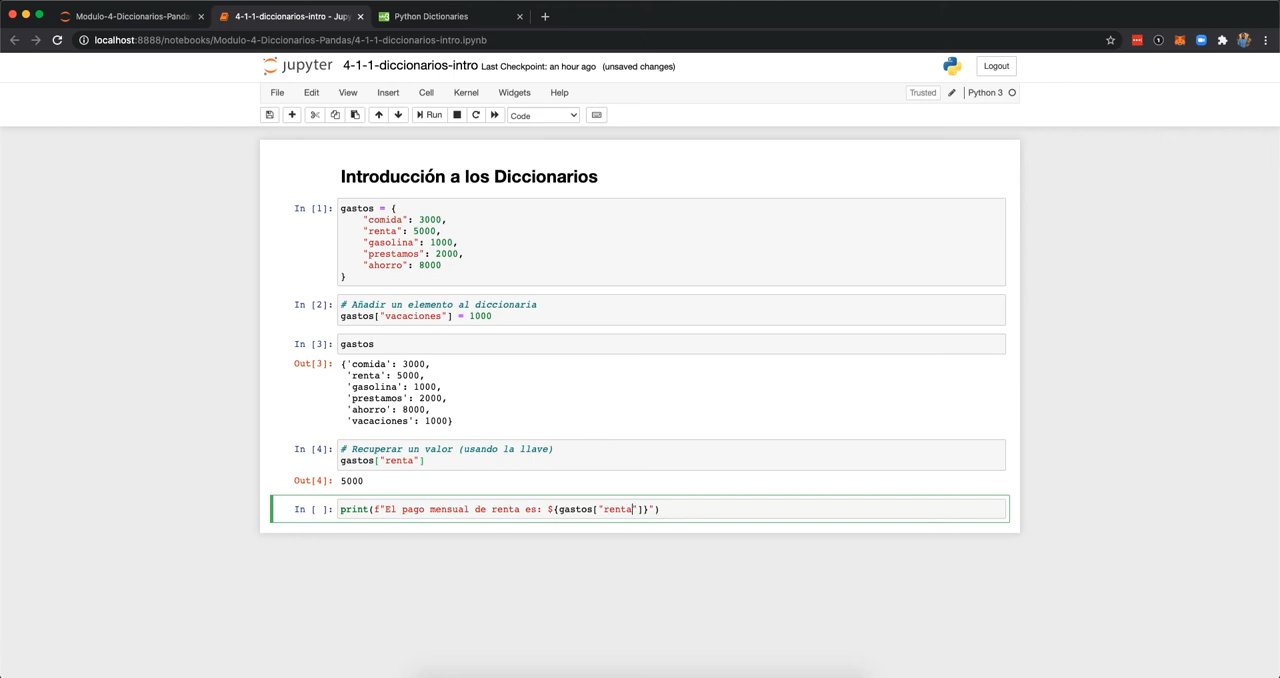 Modulo-4-Diccionarios-Panda
4-1-1-diccionarios-intro - Jupy
Python Dictionaries
localhost:8888/notebooks/Modulo-4-Diccionarios-Pandas/4-1-1-diccionarios-intro.ipynb
jupyter 4-1-1-diccionarios-intro Last Checkpoint: an hour ago (unsaved changes)
Logout
File Edit View Insert Cell Kernel Widgets Help
Trusted Python 3
Run Code
Introducción a los Diccionarios
In [1]: gastos = {
"comida": 3000,
"renta": 5000,
"gasolina": 1000,
"prestamos": 2000,
"ahorro": 8000
}
In [2]: # Añadir un elemento al diccionaria
gastos["vacaciones"] = 1000
In [3]: gastos
Out[3]: {'comida': 3000,
'renta': 5000,
'gasolina': 1000,
'prestamos': 2000,
'ahorro': 8000,
'vacaciones': 1000}
In [4]: # Recuperar un valor (usando la llave)
gastos["renta"]
Out[4]: 5000
In [ ]: print(f"El pago mensual de renta es: ${gastos["renta"]}")